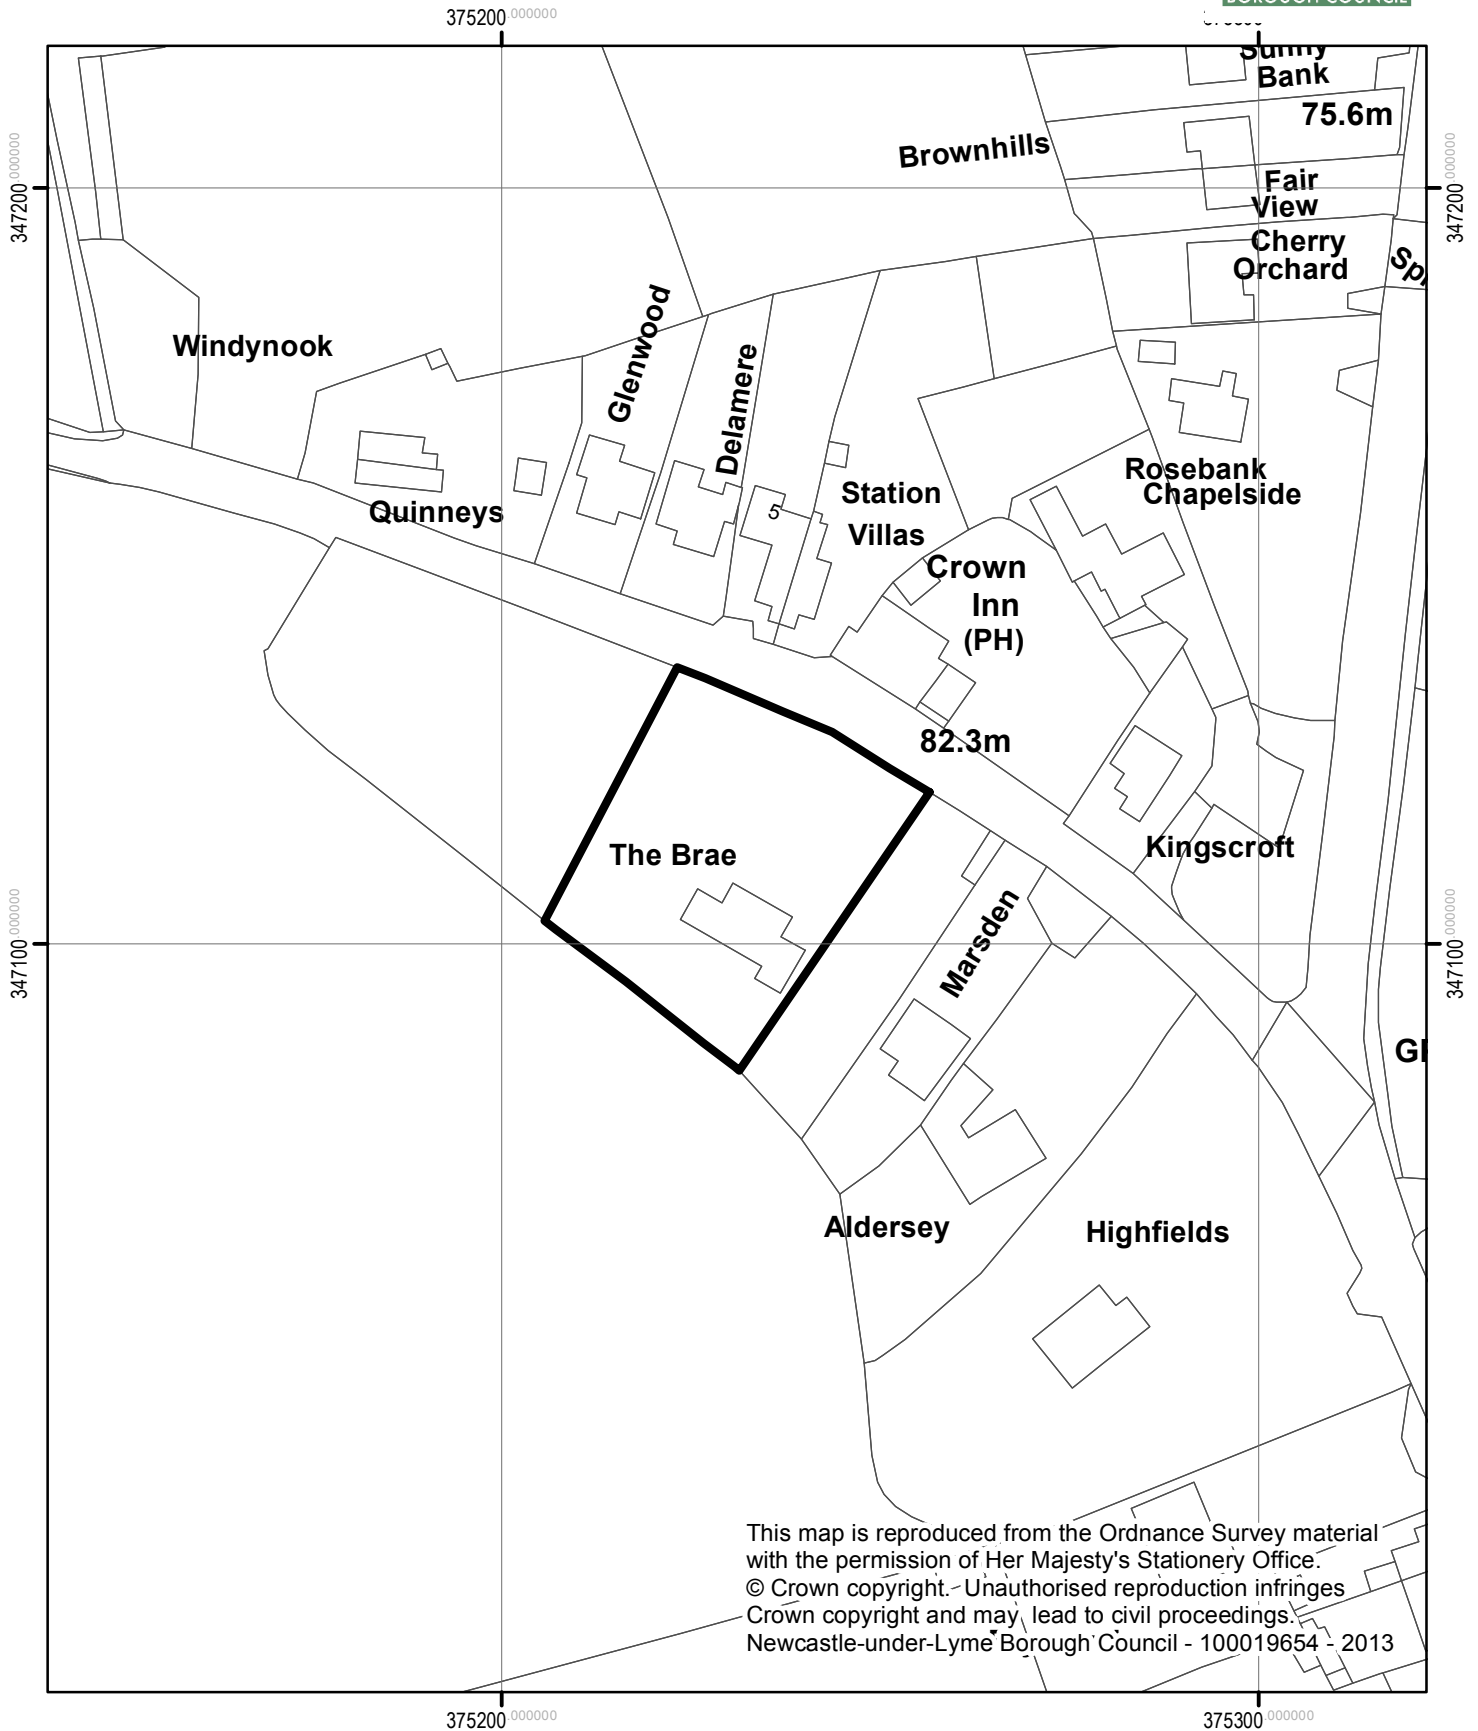 BOROUGH COUNCIL
375200.000000
347200.000000
347200.000000
Sunny
Bank
75.6m
Brownhills
Fair
View
Cherry
Orchard
Windynook
Glenwood
Delamere
Rosebank
Chapelside
Quinneys
5
Station
Villas
Crown
Inn
(PH)
82.3m
The Brae
Kingscroft
Marsden
347100.000000
347100.000000
Aldersey
Highfields
This map is reproduced from the Ordnance Survey material
with the permission of Her Majesty's Stationery Office.
© Crown copyright. Unauthorised reproduction infringes
Crown copyright and may lead to civil proceedings.
Newcastle-under-Lyme Borough Council - 100019654 - 2013
375200.000000
375300.000000